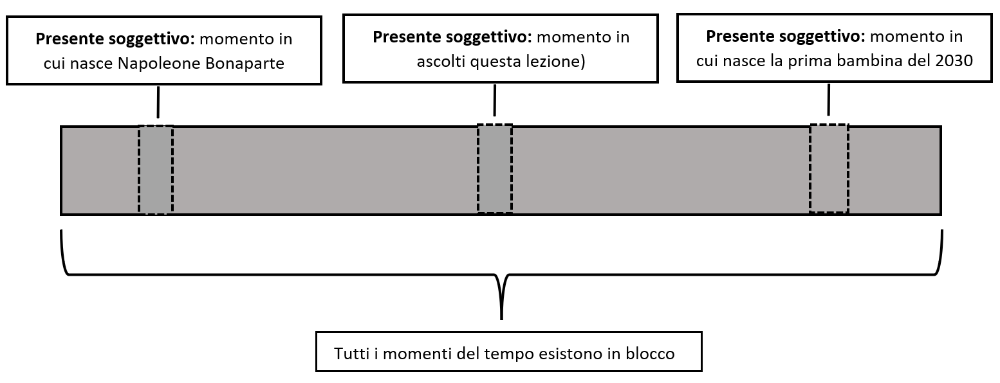 Presente soggettivo: momento in
cui nasce Napoleone Bonaparte
Presente soggettivo: momento in
ascolti questa lezione)
Presente soggettivo: momento in
cui nasce la prima bambina del 2030
Tutti i momenti del tempo esistono in blocco